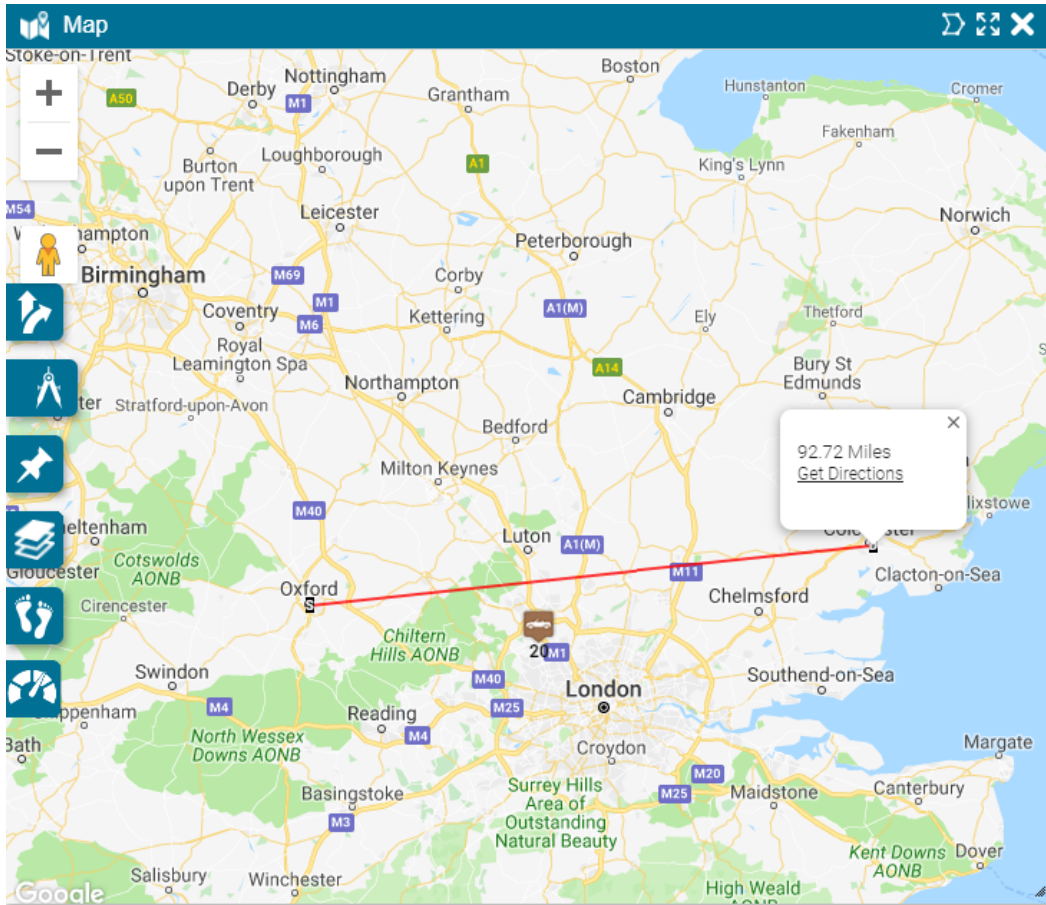 Map
Stoke-on-Trent
Nottingham
Boston
Derby
Hunstanton
Cromer
A50
M1
Grantham
Fakenham
Burton
upon Trent
Loughborough
A1
King's Lynn
M54
Leicester
Norwich
Peterborough
Birmingham
M69
Corby
Coventry
M1
M6
Kettering
A1(M)
Ely
Thetford
Royal
Leamington Spa
A14
Bury St
Edmunds
Northampton
Cambridge
Stratford-upon-Avon
Bedford
92.72 Miles
Get Directions
Milton Keynes
M40
Luton
A1(M)
Cotswolds
AONB
Gloucester
M11
Clacton-on-Sea
Oxford
S
Cirencester
Chelmsford
Chiltern
Hills AONB
20
M1
Swindon
M40
London
Southend-on-Sea
M4
M25
Reading
M4
North Wessex
Downs AONB
Croydon
Margate
Basingstoke
Surrey Hills
Area of
Outstanding
Natural Beauty
M20
M25
Maidstone
Canterbury
M3
Kent Downs
AONB
Dover
Salisbury
Winchester
High Weald
Google